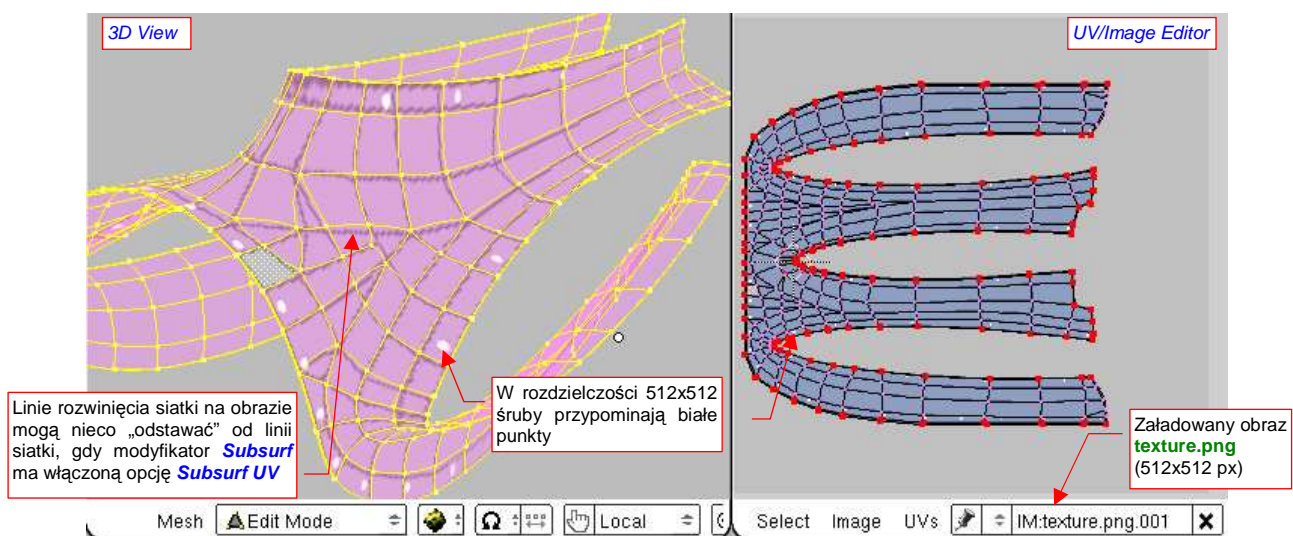 3D View
UV/Image Editor
Linie rozwinięcia siatki na obrazie
mogą nieco „odstawać” od linii
siatki, gdy modyfikator Subsurf
ma włączoną opcję Subsurf UV
W rozdzielczości 512x512
śruby przypominają białe
punkty
Załadowany obraz
texture.png
(512x512 px)
Mesh Edit Mode Local
Select Image UVs IM:texture.png.001